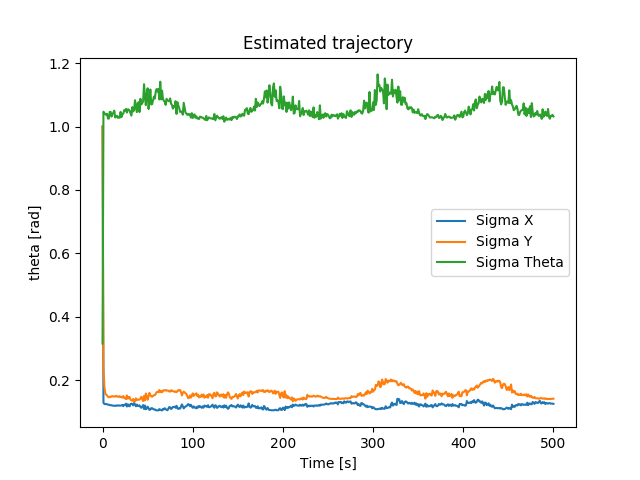 Estimated trajectory
1.2
1.0
0.8
0.6
0.4
0.2
theta [rad]
Sigma X
Sigma Y
Sigma Theta
0
100
200
300
400
500
Time [s]